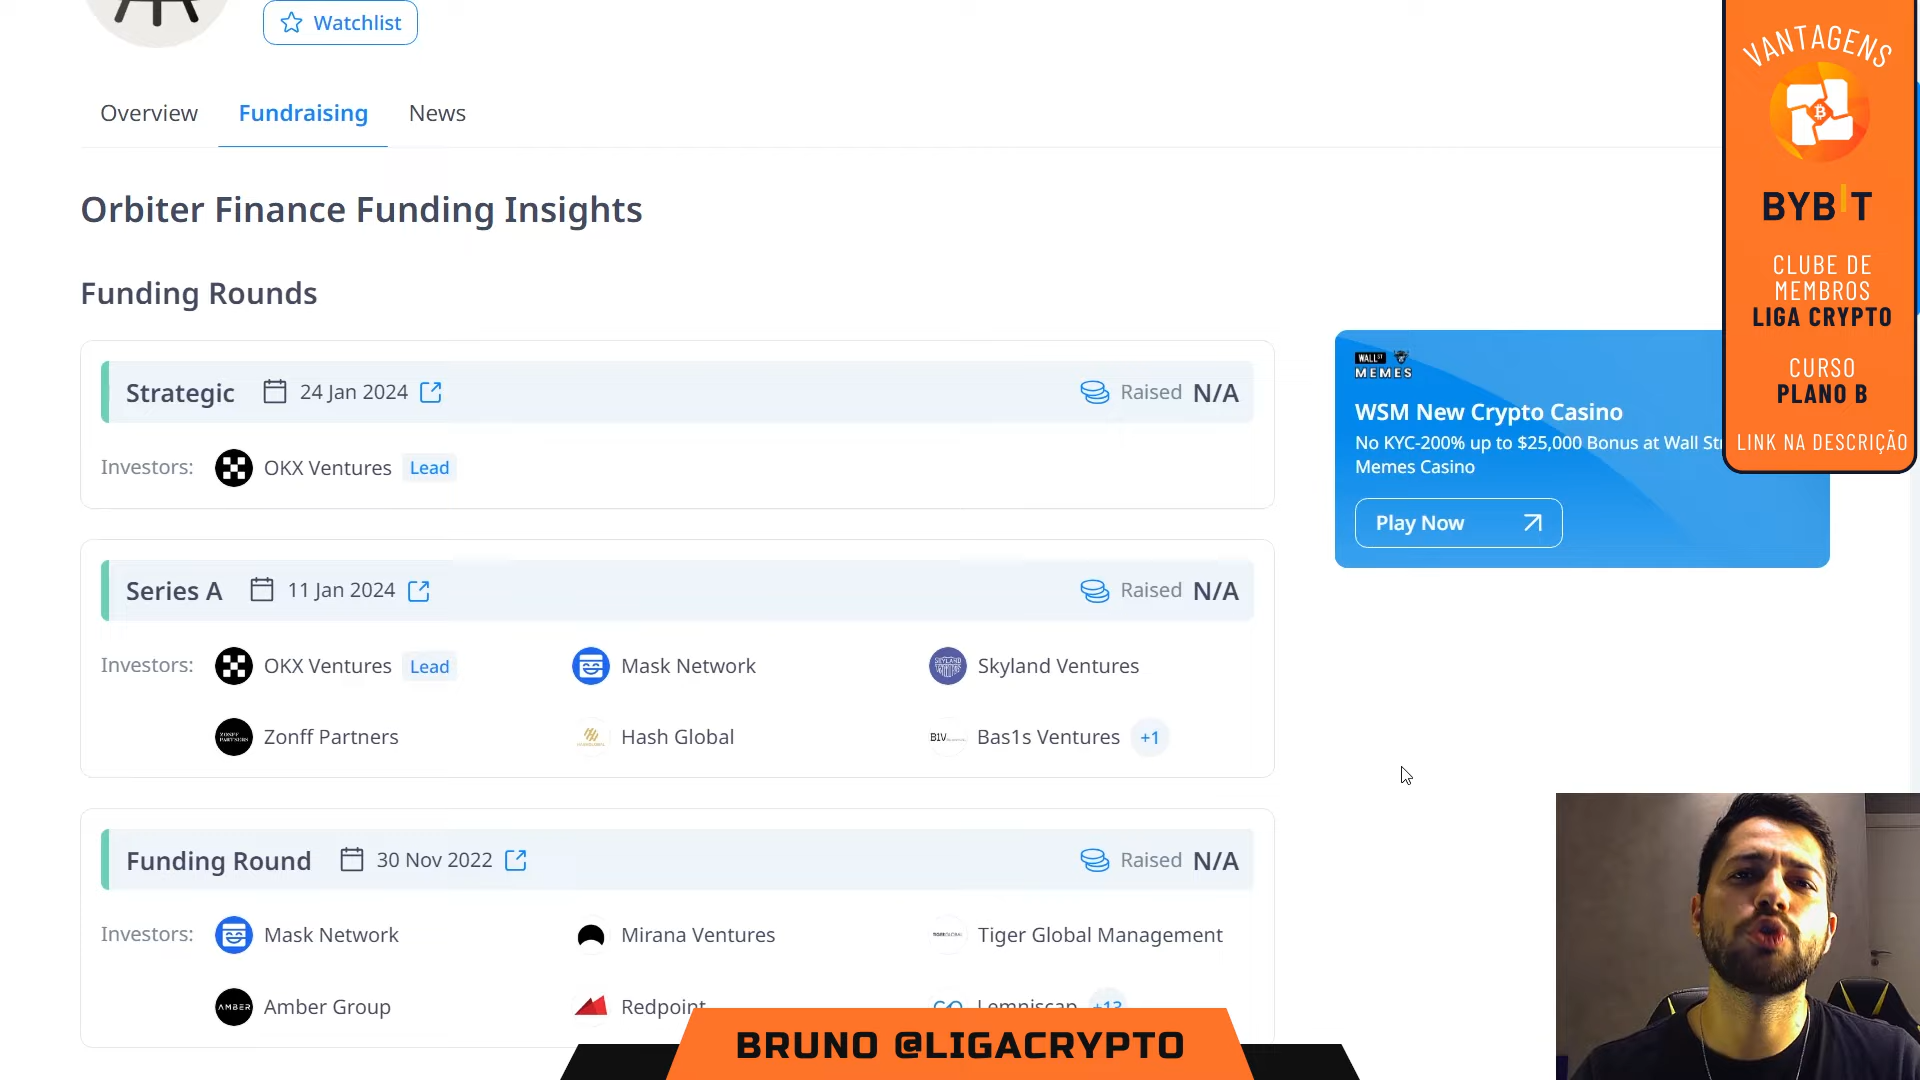 Watchlist
Overview Fundraising News
Orbiter Finance Funding Insights
Funding Rounds
Strategic 24 Jan 2024 Raised N/A
Investors: OKX Ventures Lead
Series A 11 Jan 2024 Raised N/A
Investors: OKX Ventures Lead Mask Network Skyland Ventures
Zonff Partners Hash Global Bas1s Ventures +1
Funding Round 30 Nov 2022 Raised N/A
Investors: Mask Network Mirana Ventures Tiger Global Management
AMBER Amber Group Redpoint Lemniscap +13
WALL ST
MEMES
WSM New Crypto Casino
No KYC-200% up to $25,000 Bonus at Wall
Memes Casino
Play Now
VANTAGENS
BYBIT
CLUBE DE
MEMBROS
LIGA CRYPTO
CURSO
PLANO B
LINK NA DESCRIÇÃO
BRUNO @LIGACRYPTO